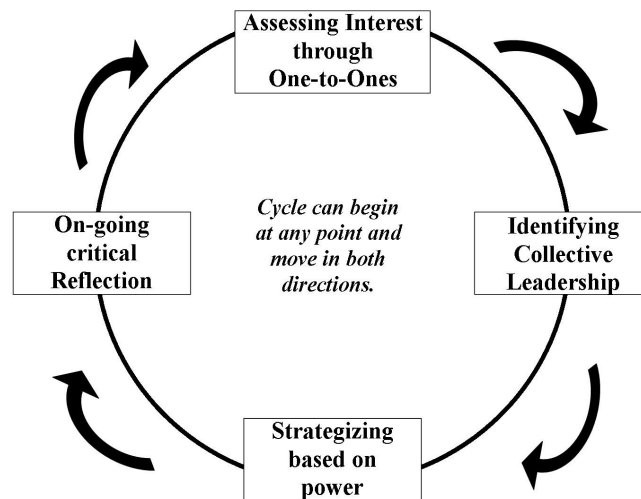 Assessing Interest
through
One-to-Ones
On-going
critical
Reflection
Cycle can begin
at any point and
move in both
directions.
Identifying
Collective
Leadership
Strategizing
based on
power